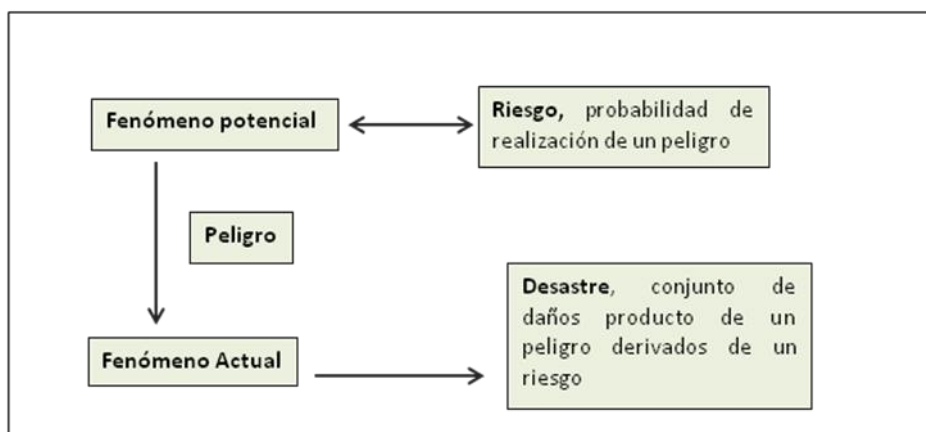 Fenómeno potencial
Riesgo, probabilidad de
realización de un peligro
Peligro
Desastre, conjunto de
daños producto de un
peligro derivados de un
riesgo
Fenómeno Actual